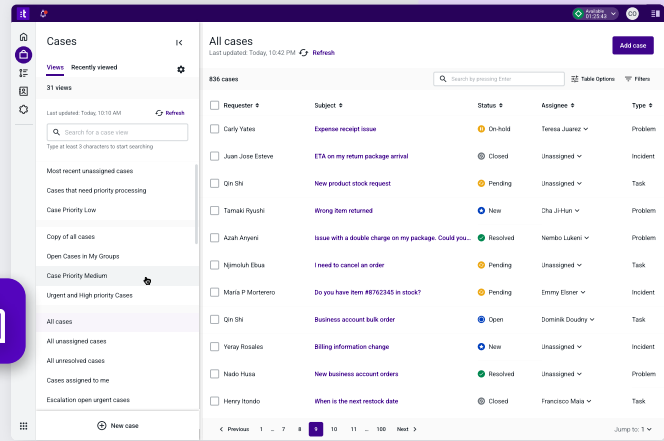 :t
Available
01:25:43
CD
Cases
Views
Recently viewed
31 views
Last updated: Today, 10:10 AM
Refresh
Search for a case view
Type at least 3 characters to start searching
Most recent unassigned cases
Cases that need priority processing
Case Priority Low
Copy of all cases
Open Cases in My Groups
Case Priority Medium
Urgent and High priority Cases
All cases
All unassigned cases
All unresolved cases
Cases assigned to me
Escalation open urgent cases
New case
All cases
Last updated: Today, 10:42 PM Refresh
Add case
836 cases
Search by pressing Enter
Table Options
Filters
Requester Subject Status Assignee Type
Carly Yates Expense receipt issue On-hold Teresa Juarez Problem
Juan Jose Esteve ETA on my return package arrival Closed Unassigned Incident
Qin Shi New product stock request Pending Unassigned Task
Tamaki Ryushi Wrong item returned New Cha Ji-Hun Problem
Azah Anyeni Issue with a double charge on my package. Could you... Resolved Nembo Lukeni Problem
Njimoluh Ebua I need to cancel an order Pending Unassigned Task
María P Morterero Do you have item #8762345 in stock? Pending Emmy Elsner Incident
Qin Shi Business account bulk order Open Dominik Doudny Task
Yeray Rosales Billing information change New Unassigned Incident
Nado Husa New business account orders Resolved Unassigned Problem
Henry Itondo When is the next restock date Closed Francisco Maia Task
Previous 1 ... 7 8 9 10 11 ... 100 Next
Jump to: 1